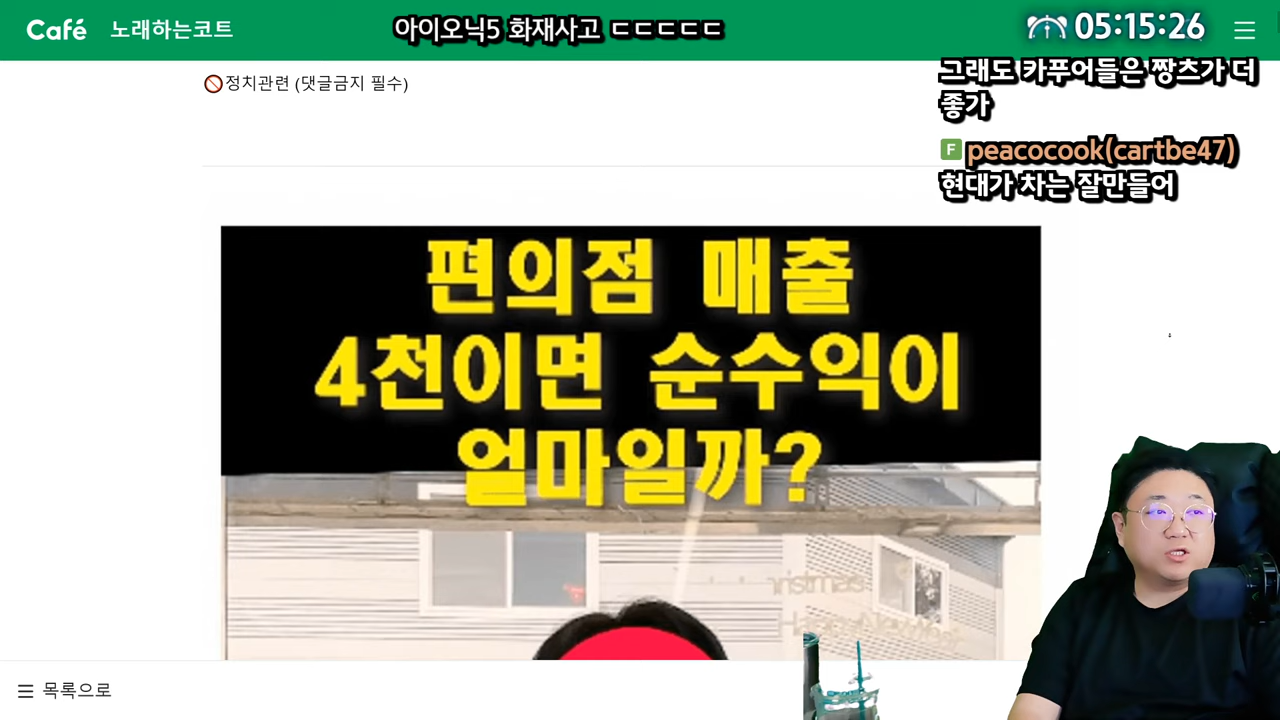 Café 노래하는코트
아이오닉5 화재사고 ㄷㄷㄷㄷㄷ
05:15:26
🚫정치관련 (댓글금지 필수)
그래도 카푸어들은 짱츠가 더
좋가
F peacocook(cartbe47)
현대가 차는 잘만들어
편의점 매출
4천이면 순수익이
얼마일까?
목록으로